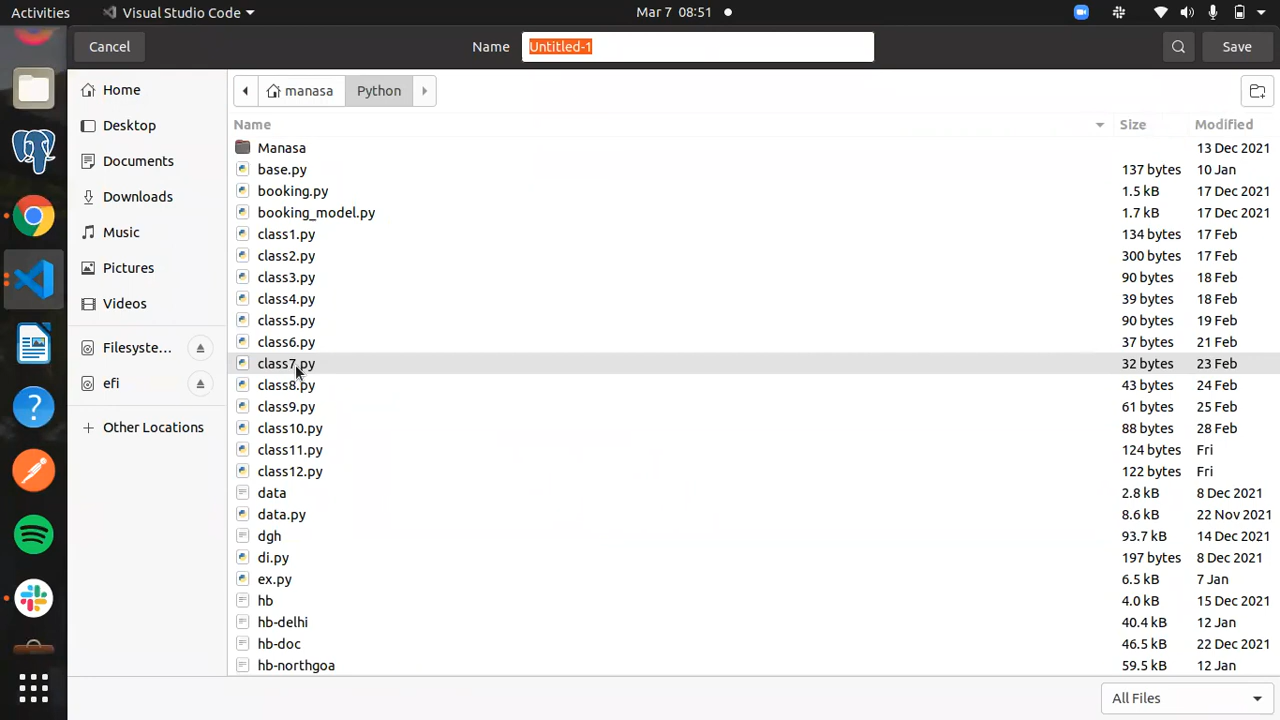 Activities Visual Studio Code Mar 7 08:51
Cancel Name Untitled-1 Save
Home manasa Python
Name Size Modified
Desktop
Documents
Downloads
Music
Pictures
Videos
Filesyste...
efi
Other Locations
Manasa 13 Dec 2021
base.py 137 bytes 10 Jan
booking.py 1.5 kB 17 Dec 2021
booking_model.py 1.7 kB 17 Dec 2021
class1.py 134 bytes 17 Feb
class2.py 300 bytes 17 Feb
class3.py 90 bytes 18 Feb
class4.py 39 bytes 18 Feb
class5.py 90 bytes 19 Feb
class6.py 37 bytes 21 Feb
class7.py 32 bytes 23 Feb
class8.py 43 bytes 24 Feb
class9.py 61 bytes 25 Feb
class10.py 88 bytes 28 Feb
class11.py 124 bytes Fri
class12.py 122 bytes Fri
data 2.8 kB 8 Dec 2021
data.py 8.6 kB 22 Nov 2021
dgh 93.7 kB 14 Dec 2021
di.py 197 bytes 8 Dec 2021
ex.py 6.5 kB 7 Jan
hb 4.0 kB 15 Dec 2021
hb-delhi 40.4 kB 12 Jan
hb-doc 46.5 kB 22 Dec 2021
hb-northgoa 59.5 kB 12 Jan
All Files